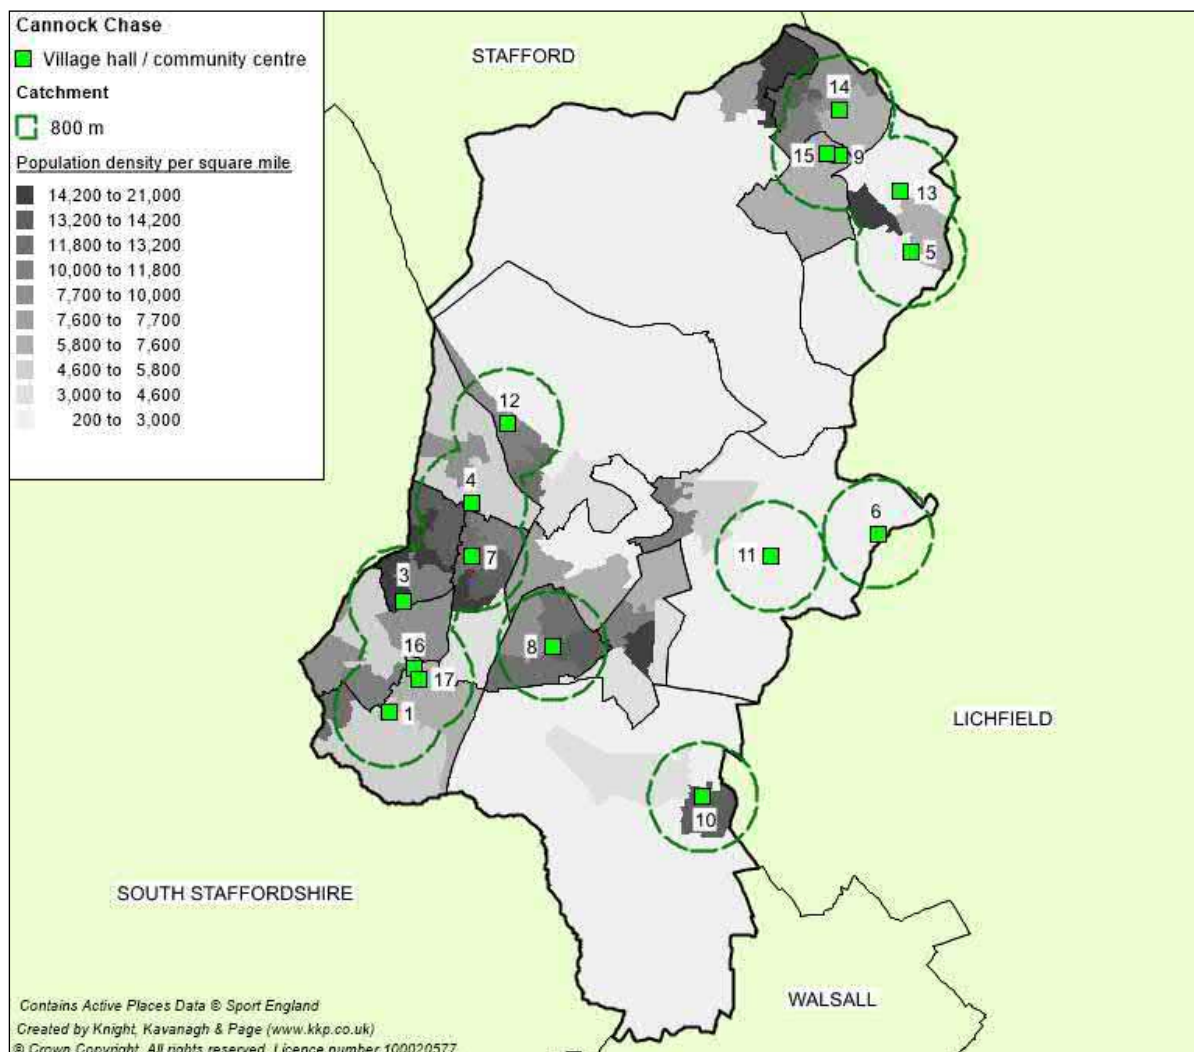 Cannock Chase
Village hall / community centre
Catchment
800 m
Population density per square mile
14,200 to 21,000
13,200 to 14,200
11,800 to 13,200
10,000 to 11,800
7,700 to 10,000
7,600 to 7,700
5,800 to 7,600
4,600 to 5,800
3,000 to 4,600
200 to 3,000
STAFFORD
14
15
9
13
5
12
4
6
7
11
3
8
16
17
1
LICHFIELD
10
SOUTH STAFFORDSHIRE
WALSALL
Contains Active Places Data © Sport England
Created by Knight, Kavanagh & Page (www.kkp.co.uk)
© Crown Copyright. All rights reserved. Licence number 100020577